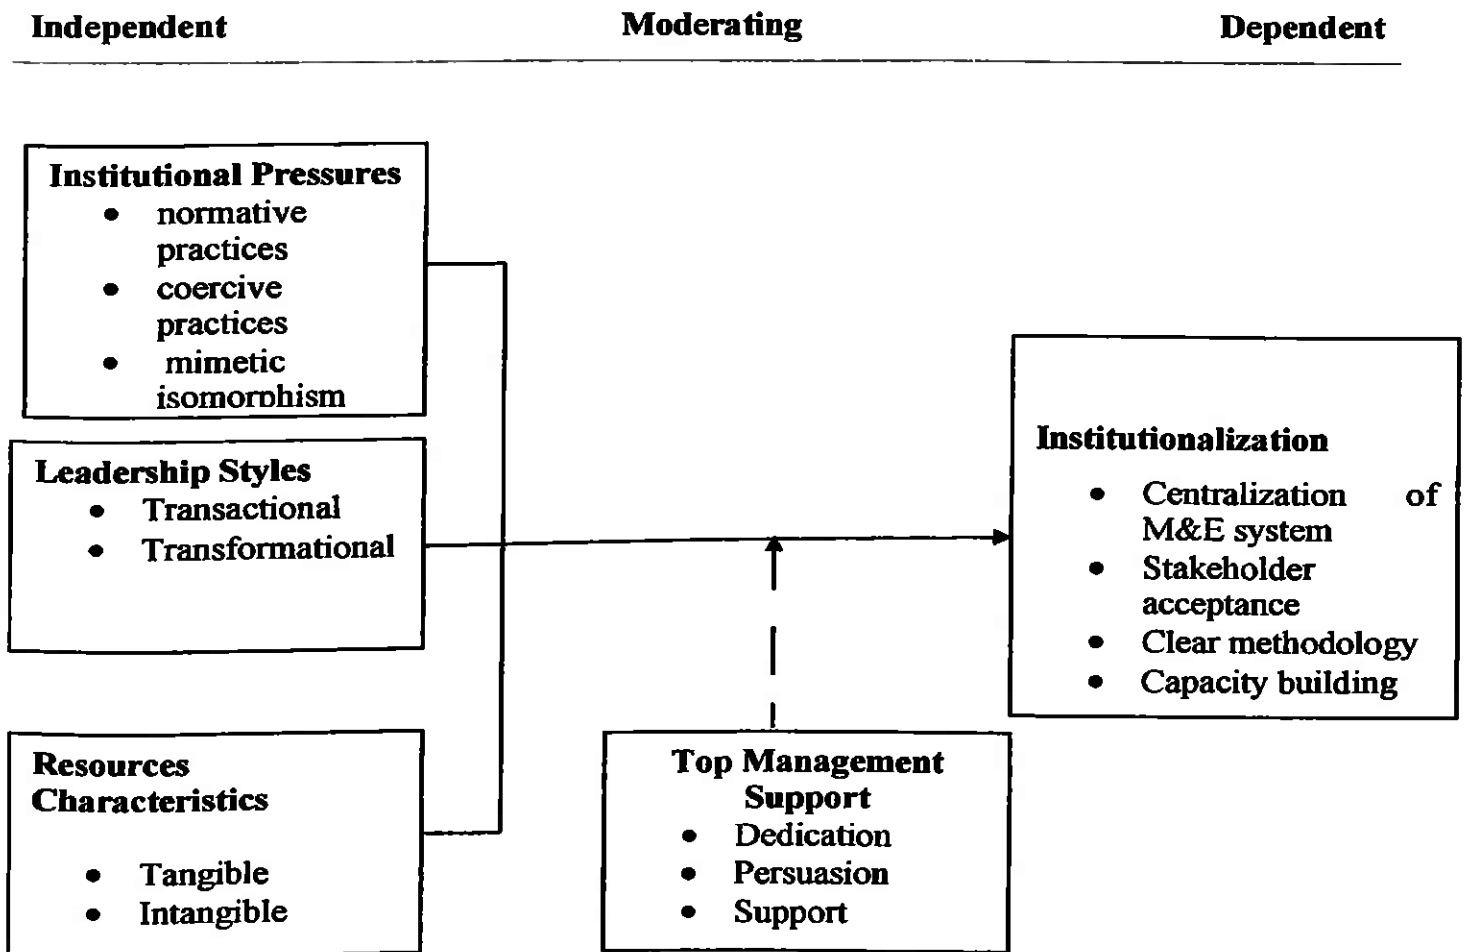 Independent Moderating Dependent
Institutional Pressures
• normative
practices
• coercive
practices
• mimetic
isomorphism
Leadership Styles
• Transactional
• Transformational
Resources
Characteristics
• Tangible
• Intangible
Top Management
Support
• Dedication
• Persuasion
• Support
Institutionalization
• Centralization of
M&E system
• Stakeholder
acceptance
• Clear methodology
• Capacity building